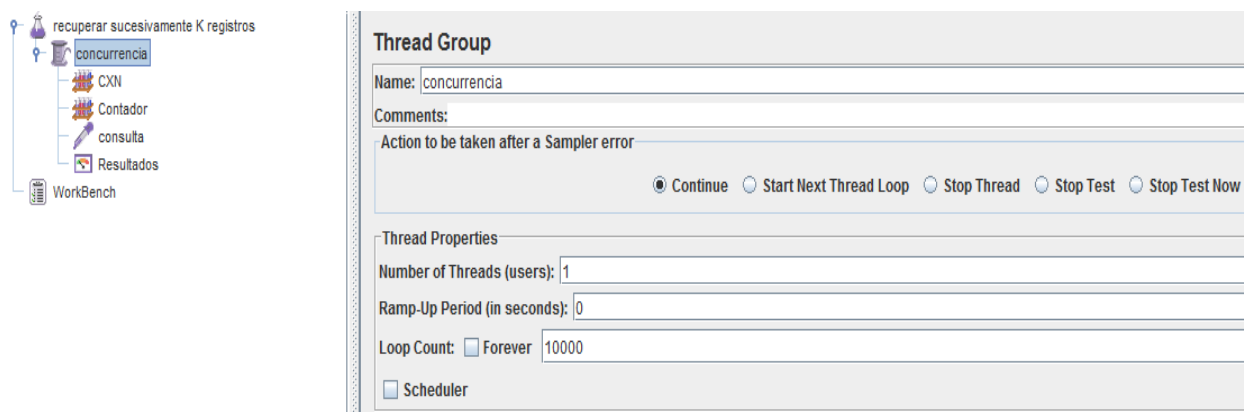 recuperar sucesivamente K registros
concurrencia
CXN
Contador
consulta
Resultados
WorkBench
Thread Group
Name: concurrencia
Comments:
Action to be taken after a Sampler error
Continue Start Next Thread Loop Stop Thread Stop Test Stop Test Now
Thread Properties
Number of Threads (users): 1
Ramp-Up Period (in seconds): 0
Loop Count: Forever 10000
Scheduler